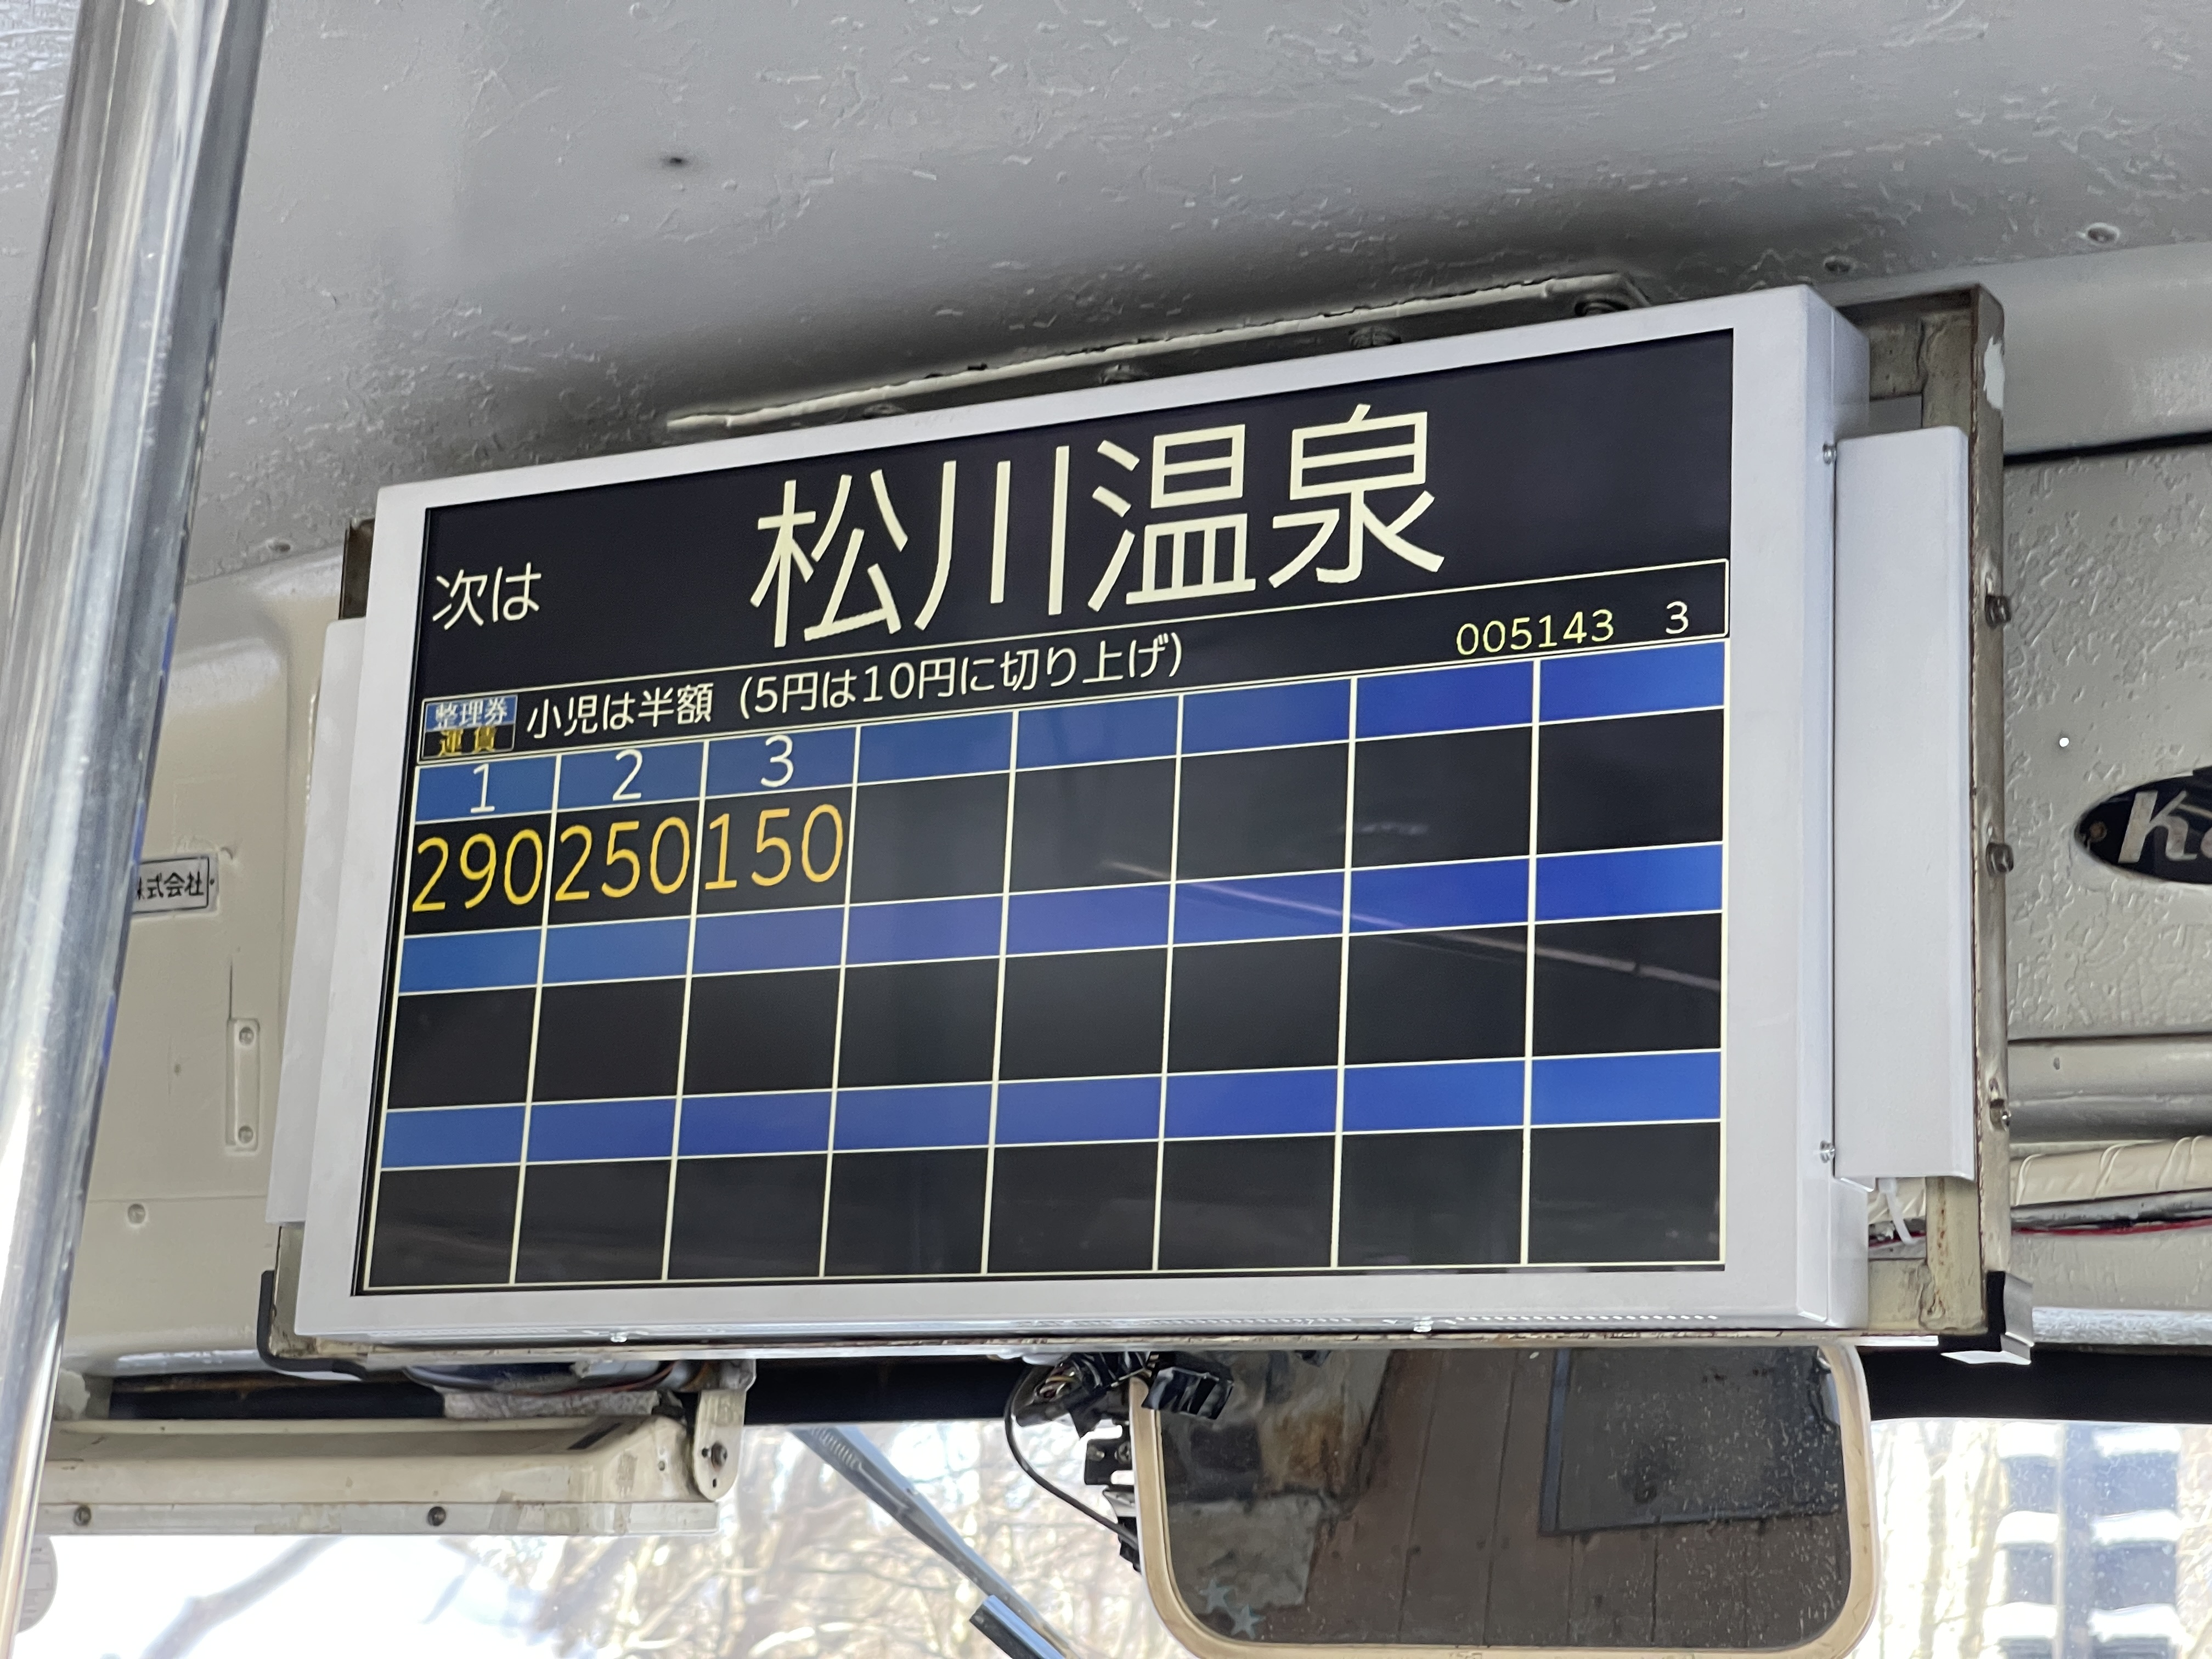 次は 松川温泉
005143 3
整理券 小児は半額 (5円は10円に切り上げ)
運賃
1 2 3
290 250 150
式会社
K